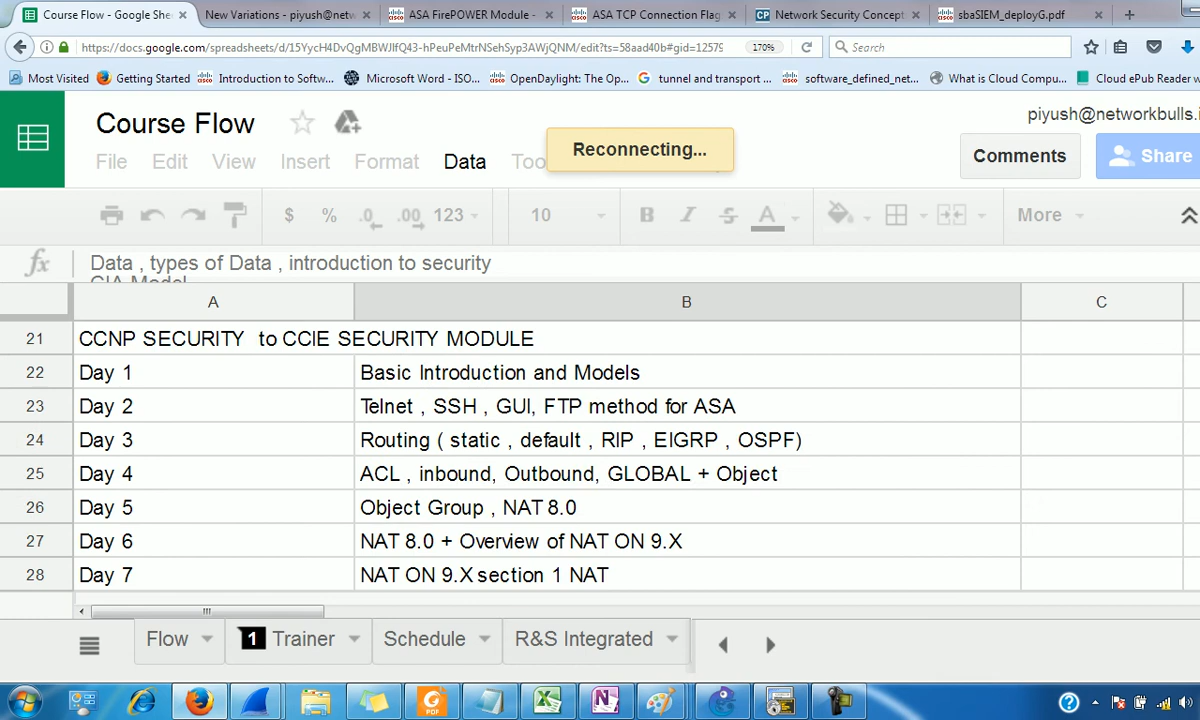 Course Flow - Google Shee
New Variations - piyush@netw
ASA FirePOWER Module -
ASA TCP Connection Flag
Network Security Concept
sbaSIEM_deployG.pdf
https://docs.google.com/spreadsheets/d/15YycH4DvQgMBWJlfQ43-hPeuPeMtrNSehSyp3AWjQNM/edit?ts=58aad40b#gid=12579
170%
Search
Most Visited
Getting Started
Introduction to Softw...
Microsoft Word - ISO...
OpenDaylight: The Op...
tunnel and transport ...
software_defined_net...
What is Cloud Compu...
Cloud ePub Reader w
Course Flow
piyush@networkbulls.i
File Edit View Insert Format Data Too
Reconnecting...
Comments
Share
$ % .0 .00 123 10 B I S A More
fx
Data , types of Data , introduction to security
CIA Model
A B C
21 CCNP SECURITY to CCIE SECURITY MODULE
22 Day 1 Basic Introduction and Models
23 Day 2 Telnet , SSH , GUI, FTP method for ASA
24 Day 3 Routing ( static , default , RIP , EIGRP , OSPF)
25 Day 4 ACL , inbound, Outbound, GLOBAL + Object
26 Day 5 Object Group , NAT 8.0
27 Day 6 NAT 8.0 + Overview of NAT ON 9.X
28 Day 7 NAT ON 9.X section 1 NAT
Flow
1 Trainer
Schedule
R&S Integrated